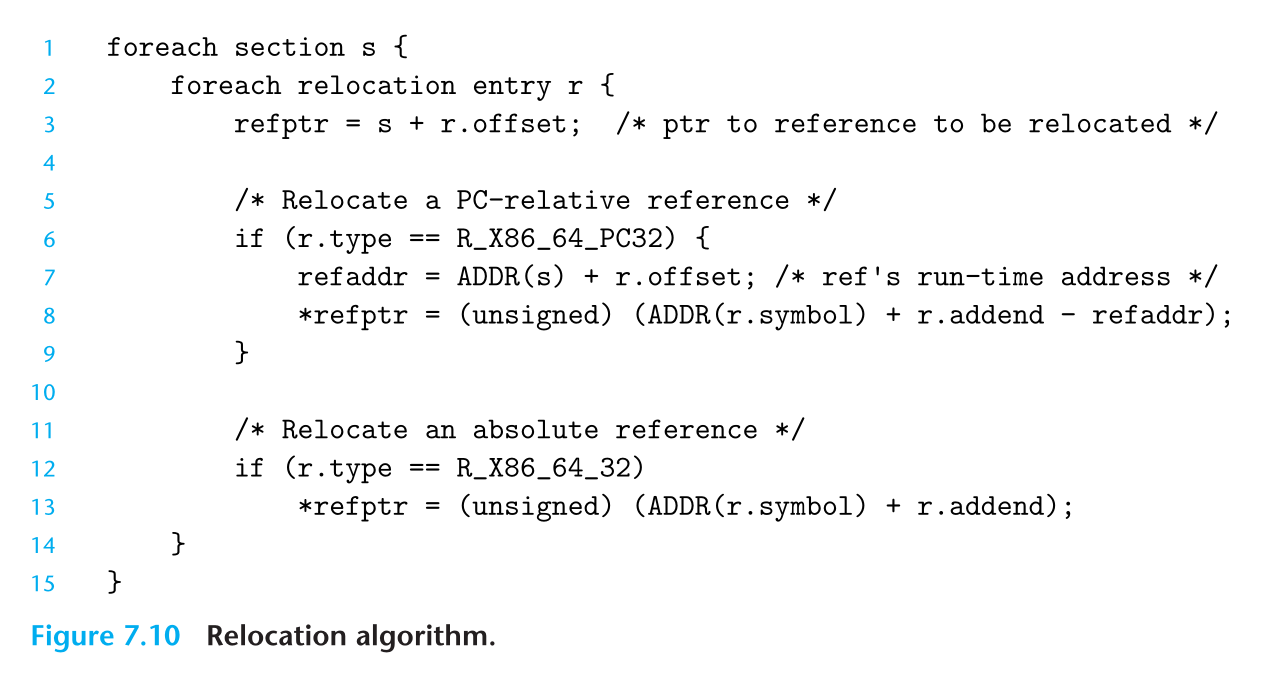 1 foreach section s {
2 foreach relocation entry r {
3 refptr = s + r.offset; /* ptr to reference to be relocated */
4
5 /* Relocate a PC-relative reference */
6 if (r.type == R_X86_64_PC32) {
7 refaddr = ADDR(s) + r.offset; /* ref's run-time address */
8 *refptr = (unsigned) (ADDR(r.symbol) + r.addend - refaddr);
9 }
10
11 /* Relocate an absolute reference */
12 if (r.type == R_X86_64_32)
13 *refptr = (unsigned) (ADDR(r.symbol) + r.addend);
14 }
15 }
Figure 7.10 Relocation algorithm.